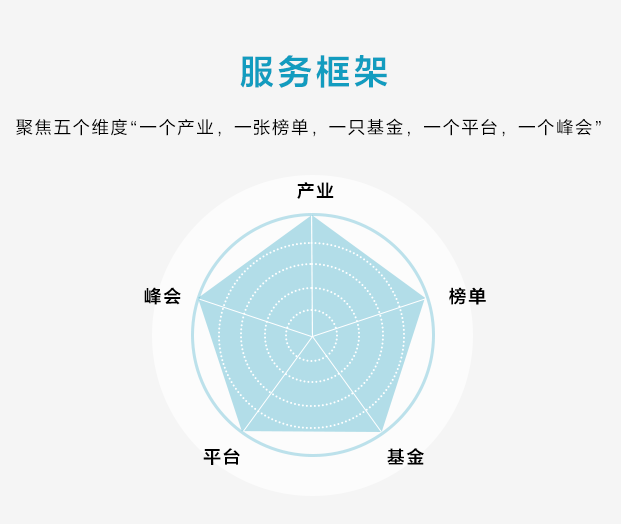 服务框架
聚焦五个维度“一个产业，一张榜单，一只基金，一个平台，一个峰会”
产业
峰会
榜单
平台
基金